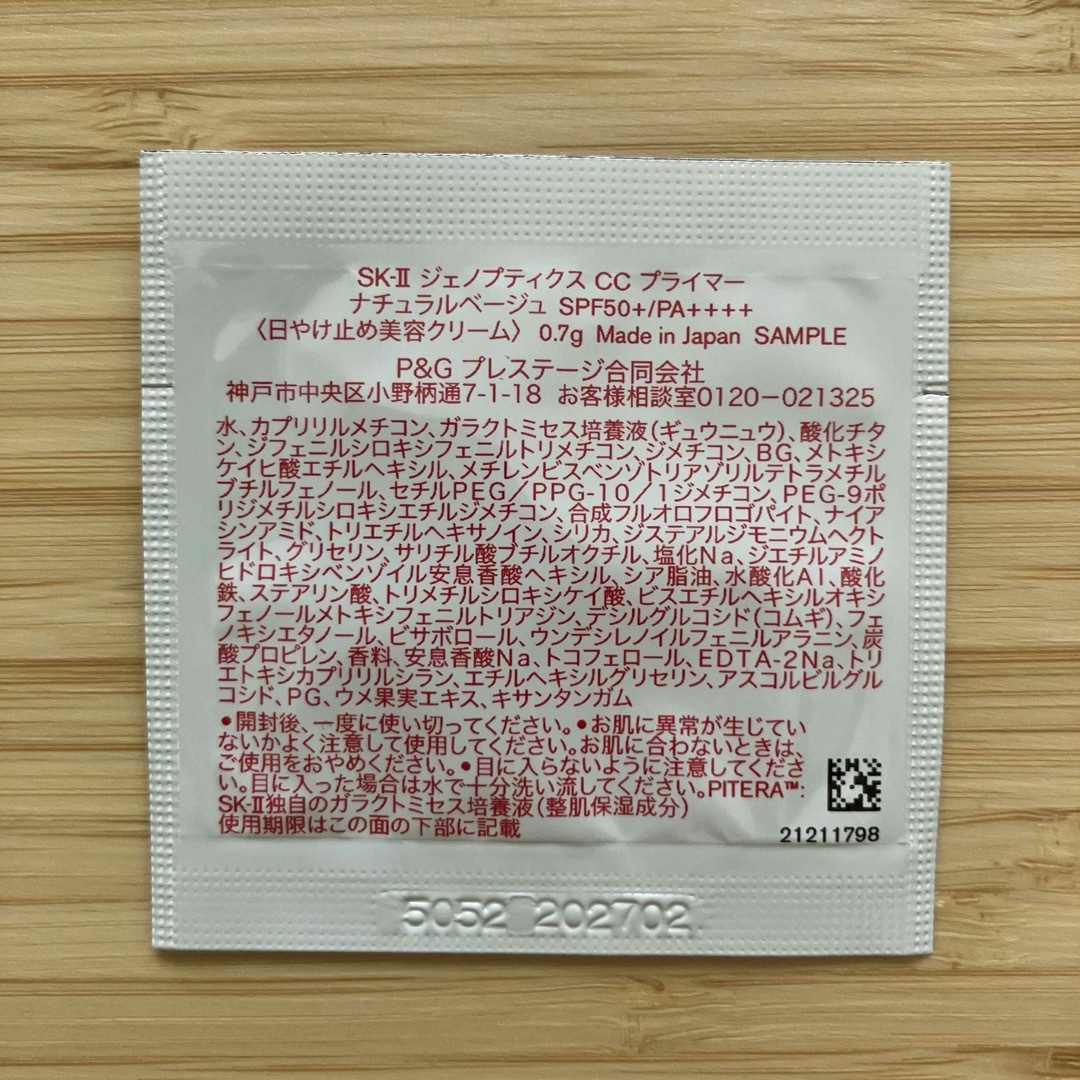 SK-Ⅱ ジェノプティクス CC プライマー
ナチュラルベージュ SPF50+/PA++++
〈日やけ止め美容クリーム〉 0.7g Made in Japan SAMPLE
P&G プレステージ合同会社
神戸市中央区小野柄通7-1-18 お客様相談室0120-021325
水、カプリリルメチコン、ガラクトミセス培養液(ギュウニュウ)、酸化チタ
ン、ジフェニルシロキシフェニルトリメチコン、ジメチコン、BG、メトキシ
ケイヒ酸エチルヘキシル、メチレンビスベンゾトリアゾリルテトラメチル
ブチルフェノール、セチルPEG/PPG-10/1ジメチコン、PEG-9ポ
リジメチルシロキシエチルジメチコン、合成フルオロフロゴパイト、ナイア
シンアミド、トリエチルヘキサノイン、シリカ、ジステアルジモニウムヘクト
ライト、グリセリン、サリチル酸ブチルオクチル、塩化Na、ジエチルアミノ
ヒドロキシベンゾイル安息香酸ヘキシル、シア脂油、水酸化Al、酸化
鉄、ステアリン酸、トリメチルシロキシケイ酸、ビスエチルヘキシルオキシ
フェノールメトキシフェニルトリアジン、デシルグルコシド(コムギ)、フェ
ノキシエタノール、ビサボロール、ウンデシレノイルフェニルアラニン、炭
酸プロピレン、香料、安息香酸Na、トコフェロール、EDTA-2Na、トリ
エトキシカプリリルシラン、エチルヘキシルグリセリン、アスコルビルグル
コシド、PG、ウメ果実エキス、キサンタンガム
•開封後、一度に使い切ってください。•お肌に異常が生じてい
ないかよく注意して使用してください。お肌に合わないときは、
ご使用をおやめください。•目に入らないように注意してくださ
い。目に入った場合は水で十分洗い流してください。PITERA™:
SK-Ⅱ独自のガラクトミセス培養液(整肌保湿成分)
使用期限はこの面の下部に記載
21211798
5052 202702